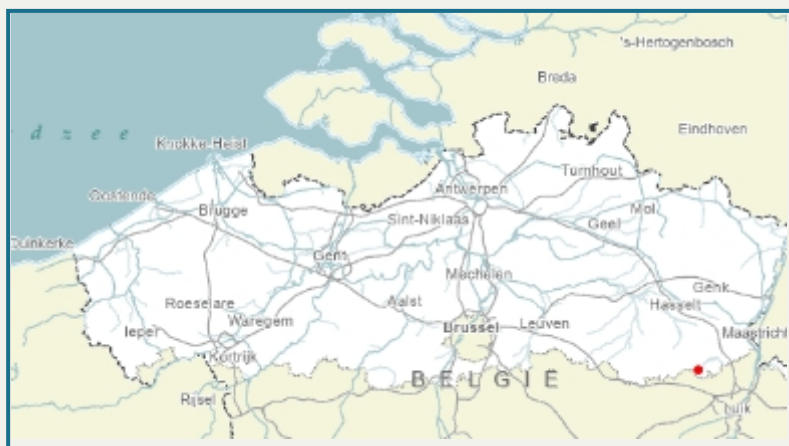 's-Hertogenbosch
Breda
d z e e
Eindhoven
Knokke-Heist
Turnhout
Antwerpen
Oostende
Brugge
Sint-Niklaas
Geel
Mol
Duinkerke
Gent
Mechelen
Genk
Roeselare
Aalst
Hasselt
Ieper
Waregem
Brussel
Leuven
Maastricht
Kortrijk
BELGIË
Rijsel
Luik